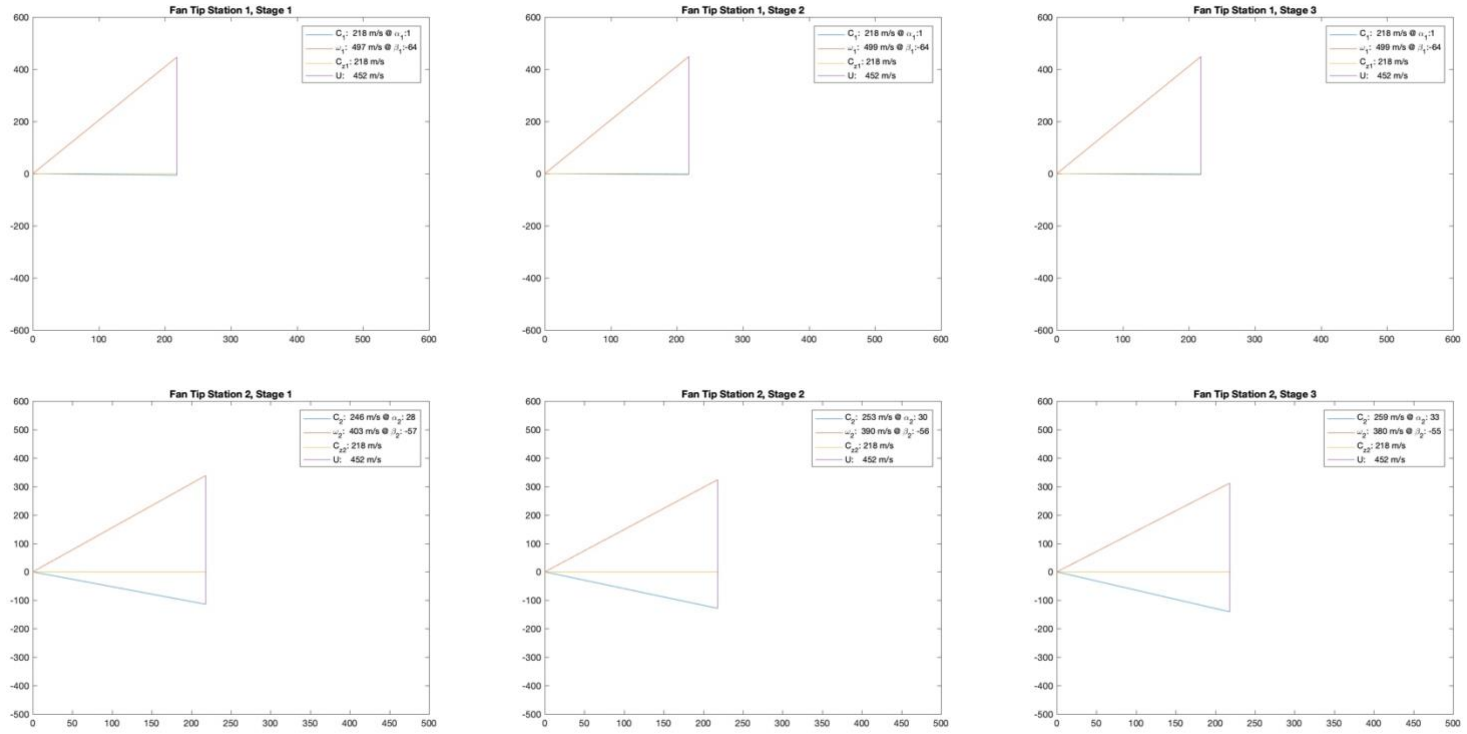 Fan Tip Station 1, Stage 1
600
400
200
0
-200
-400
-600
0 100 200 300 400 500 600
C1: 218 m/s @ α1:1
ω1: 497 m/s @ β1:-64
Cz1: 218 m/s
U: 452 m/s
Fan Tip Station 1, Stage 2
600
400
200
0
-200
-400
-600
0 100 200 300 400 500 600
C1: 218 m/s @ α1:1
ω1: 499 m/s @ β1:-64
Cz1: 218 m/s
U: 452 m/s
Fan Tip Station 1, Stage 3
600
400
200
0
-200
-400
-600
0 100 200 300 400 500 600
C1: 218 m/s @ α1:1
ω1: 499 m/s @ β1:-64
Cz1: 218 m/s
U: 452 m/s
Fan Tip Station 2, Stage 1
600
500
400
300
200
100
0
-100
-200
-300
-400
-500
0 50 100 150 200 250 300 350 400 450 500
C2: 246 m/s @ α2: 28
ω2: 403 m/s @ β2: -57
Cz2: 218 m/s
U: 452 m/s
Fan Tip Station 2, Stage 2
600
500
400
300
200
100
0
-100
-200
-300
-400
-500
0 50 100 150 200 250 300 350 400 450 500
C2: 253 m/s @ α2: 30
ω2: 390 m/s @ β2: -56
Cz2: 218 m/s
U: 452 m/s
Fan Tip Station 2, Stage 3
600
500
400
300
200
100
0
-100
-200
-300
-400
-500
0 50 100 150 200 250 300 350 400 450 500
C2: 259 m/s @ α2: 33
ω2: 380 m/s @ β2: -55
Cz2: 218 m/s
U: 452 m/s